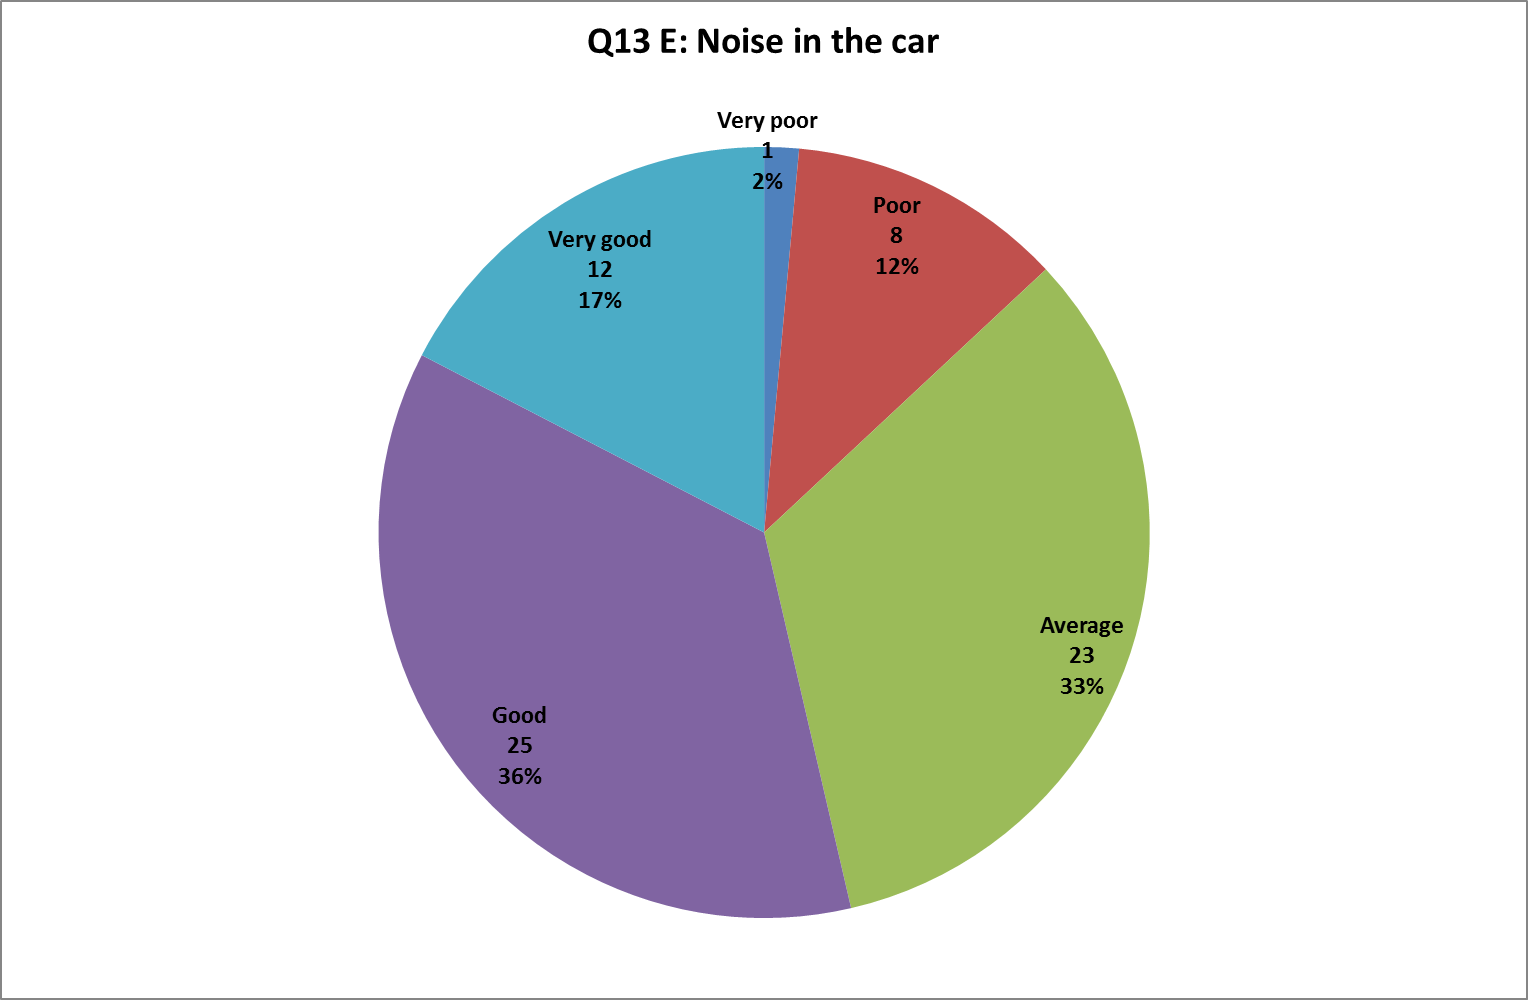 Q13 E: Noise in the car
Very poor
1
2%
Poor
8
12%
Very good
12
17%
Average
23
33%
Good
25
36%